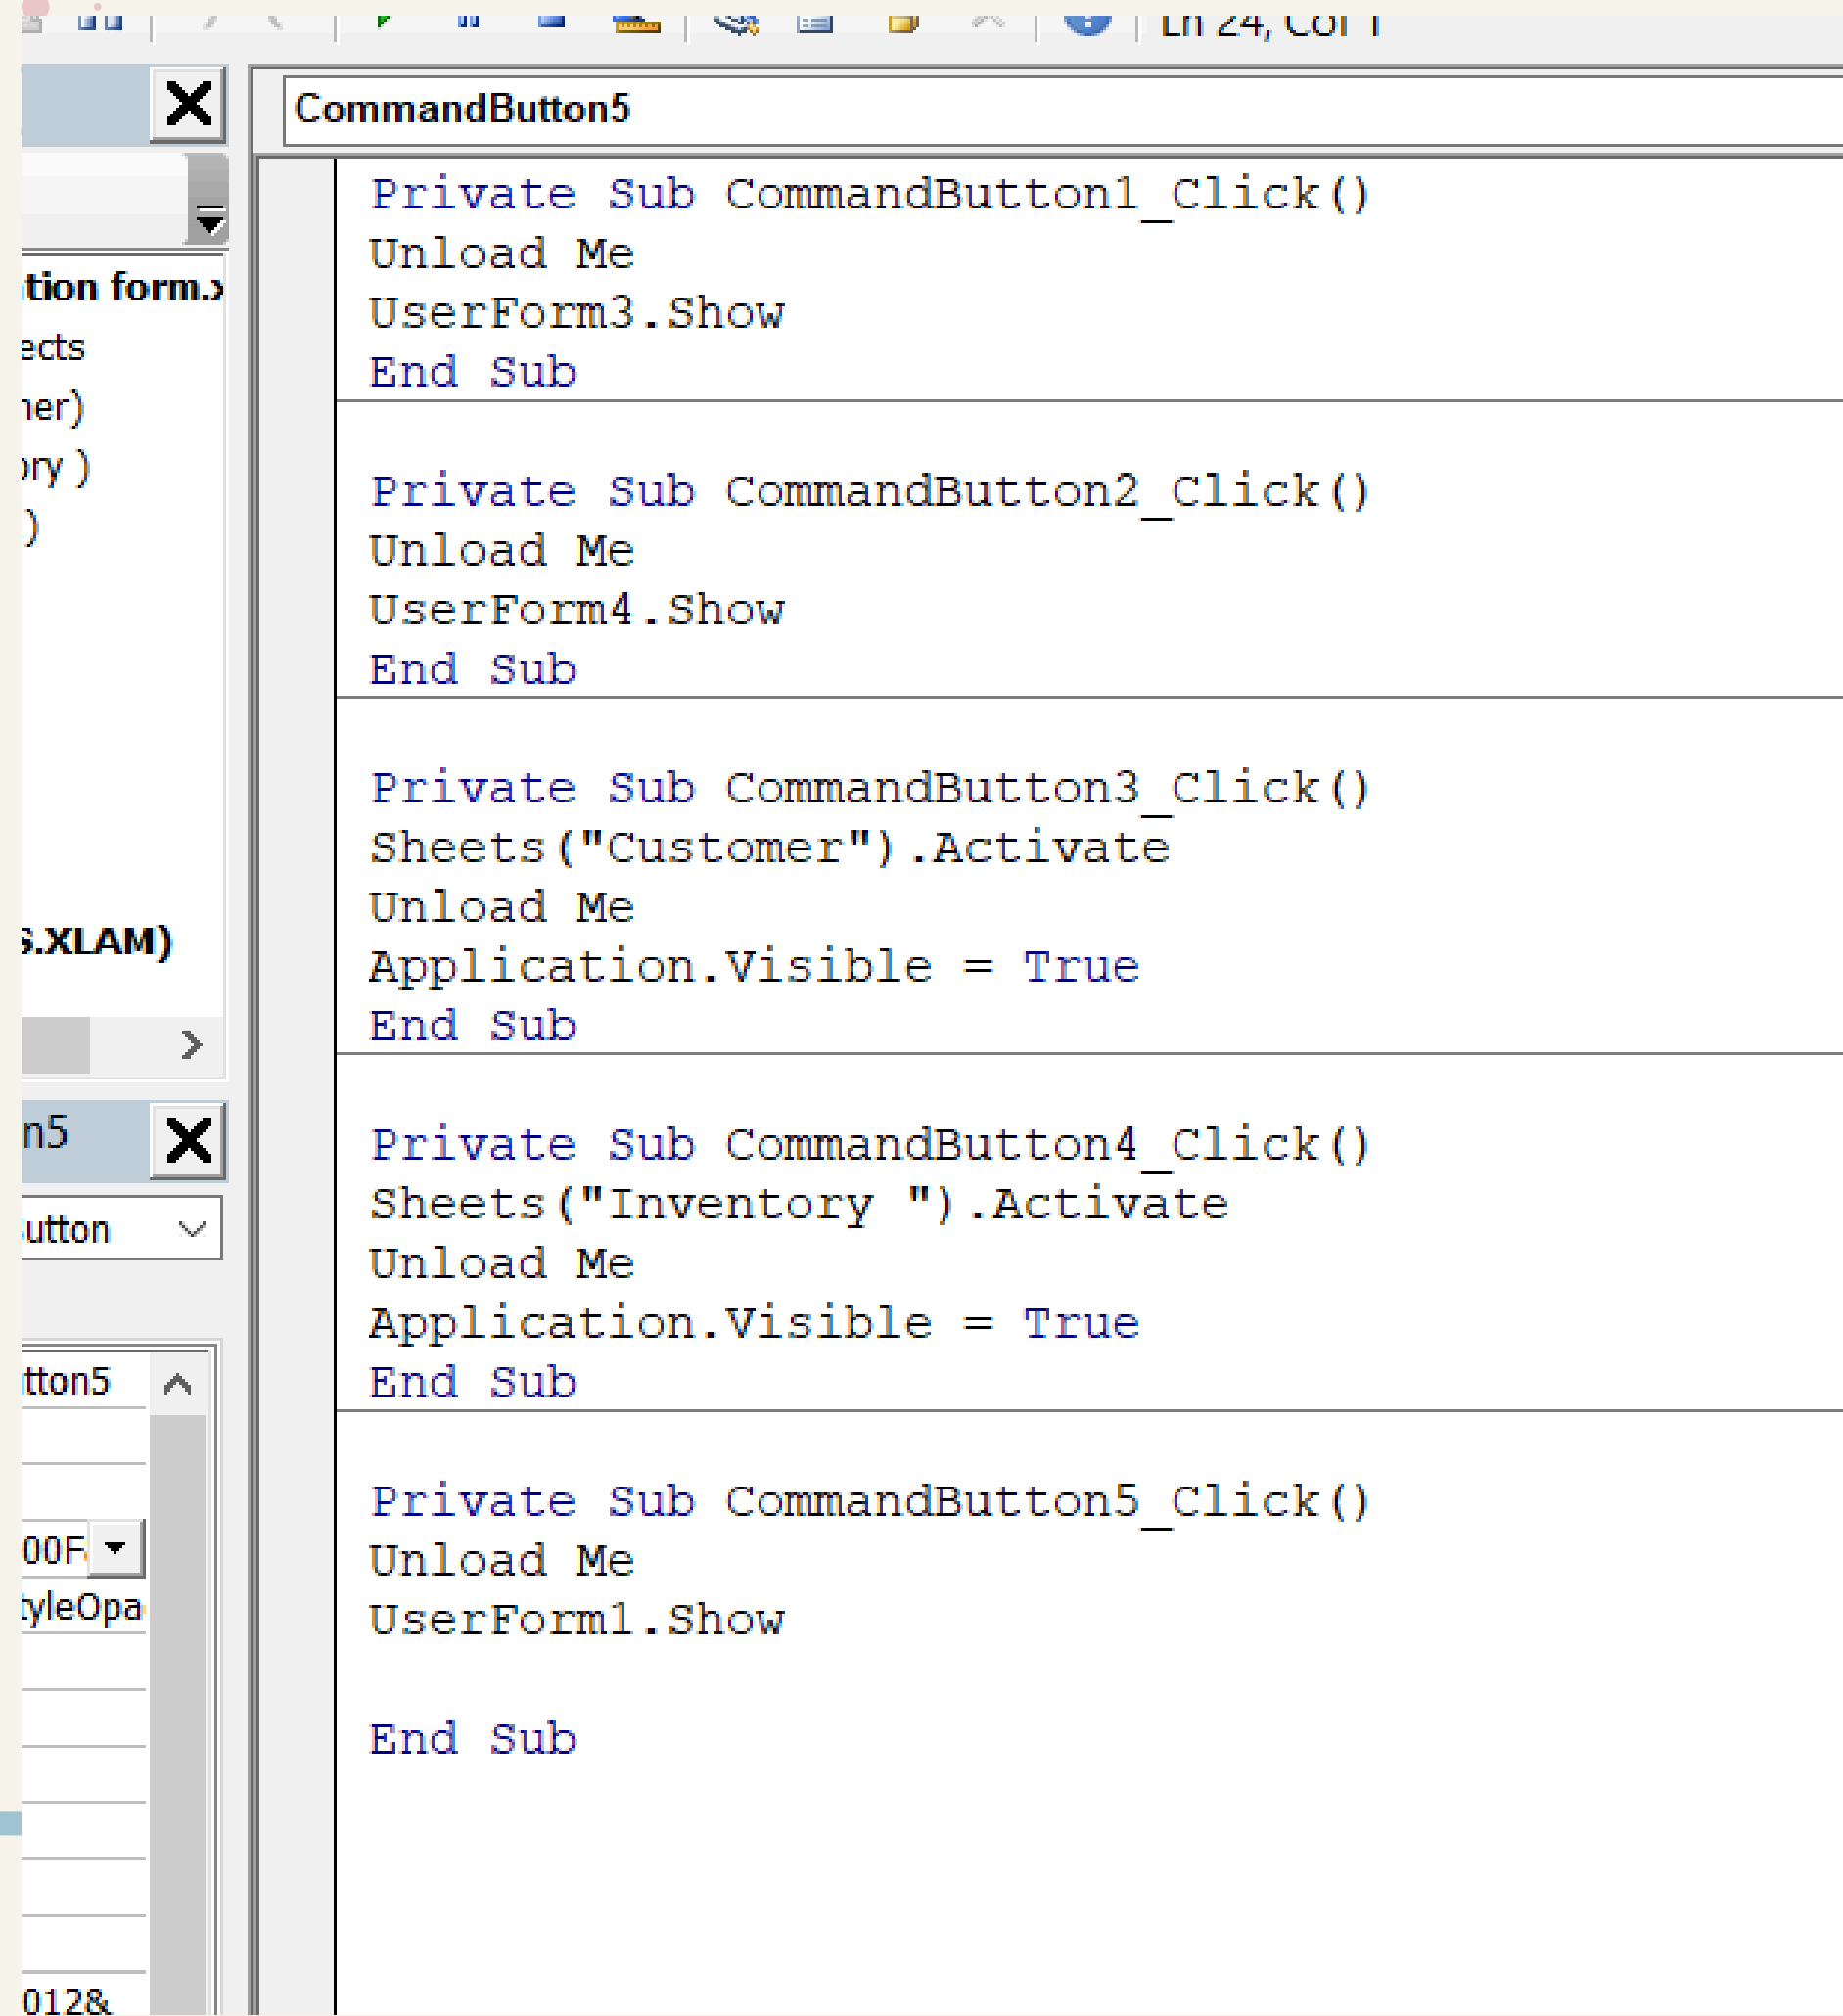 Ln 24, Col 1
CommandButton5
tion form.x
ects
ner)
ory )
)
S.XLAM)
n5
utton
tton5
00F
tyleOpa
012&
Private Sub CommandButton1_Click()
Unload Me
UserForm3.Show
End Sub
Private Sub CommandButton2_Click()
Unload Me
UserForm4.Show
End Sub
Private Sub CommandButton3_Click()
Sheets("Customer").Activate
Unload Me
Application.Visible = True
End Sub
Private Sub CommandButton4_Click()
Sheets("Inventory ").Activate
Unload Me
Application.Visible = True
End Sub
Private Sub CommandButton5_Click()
Unload Me
UserForm1.Show
End Sub